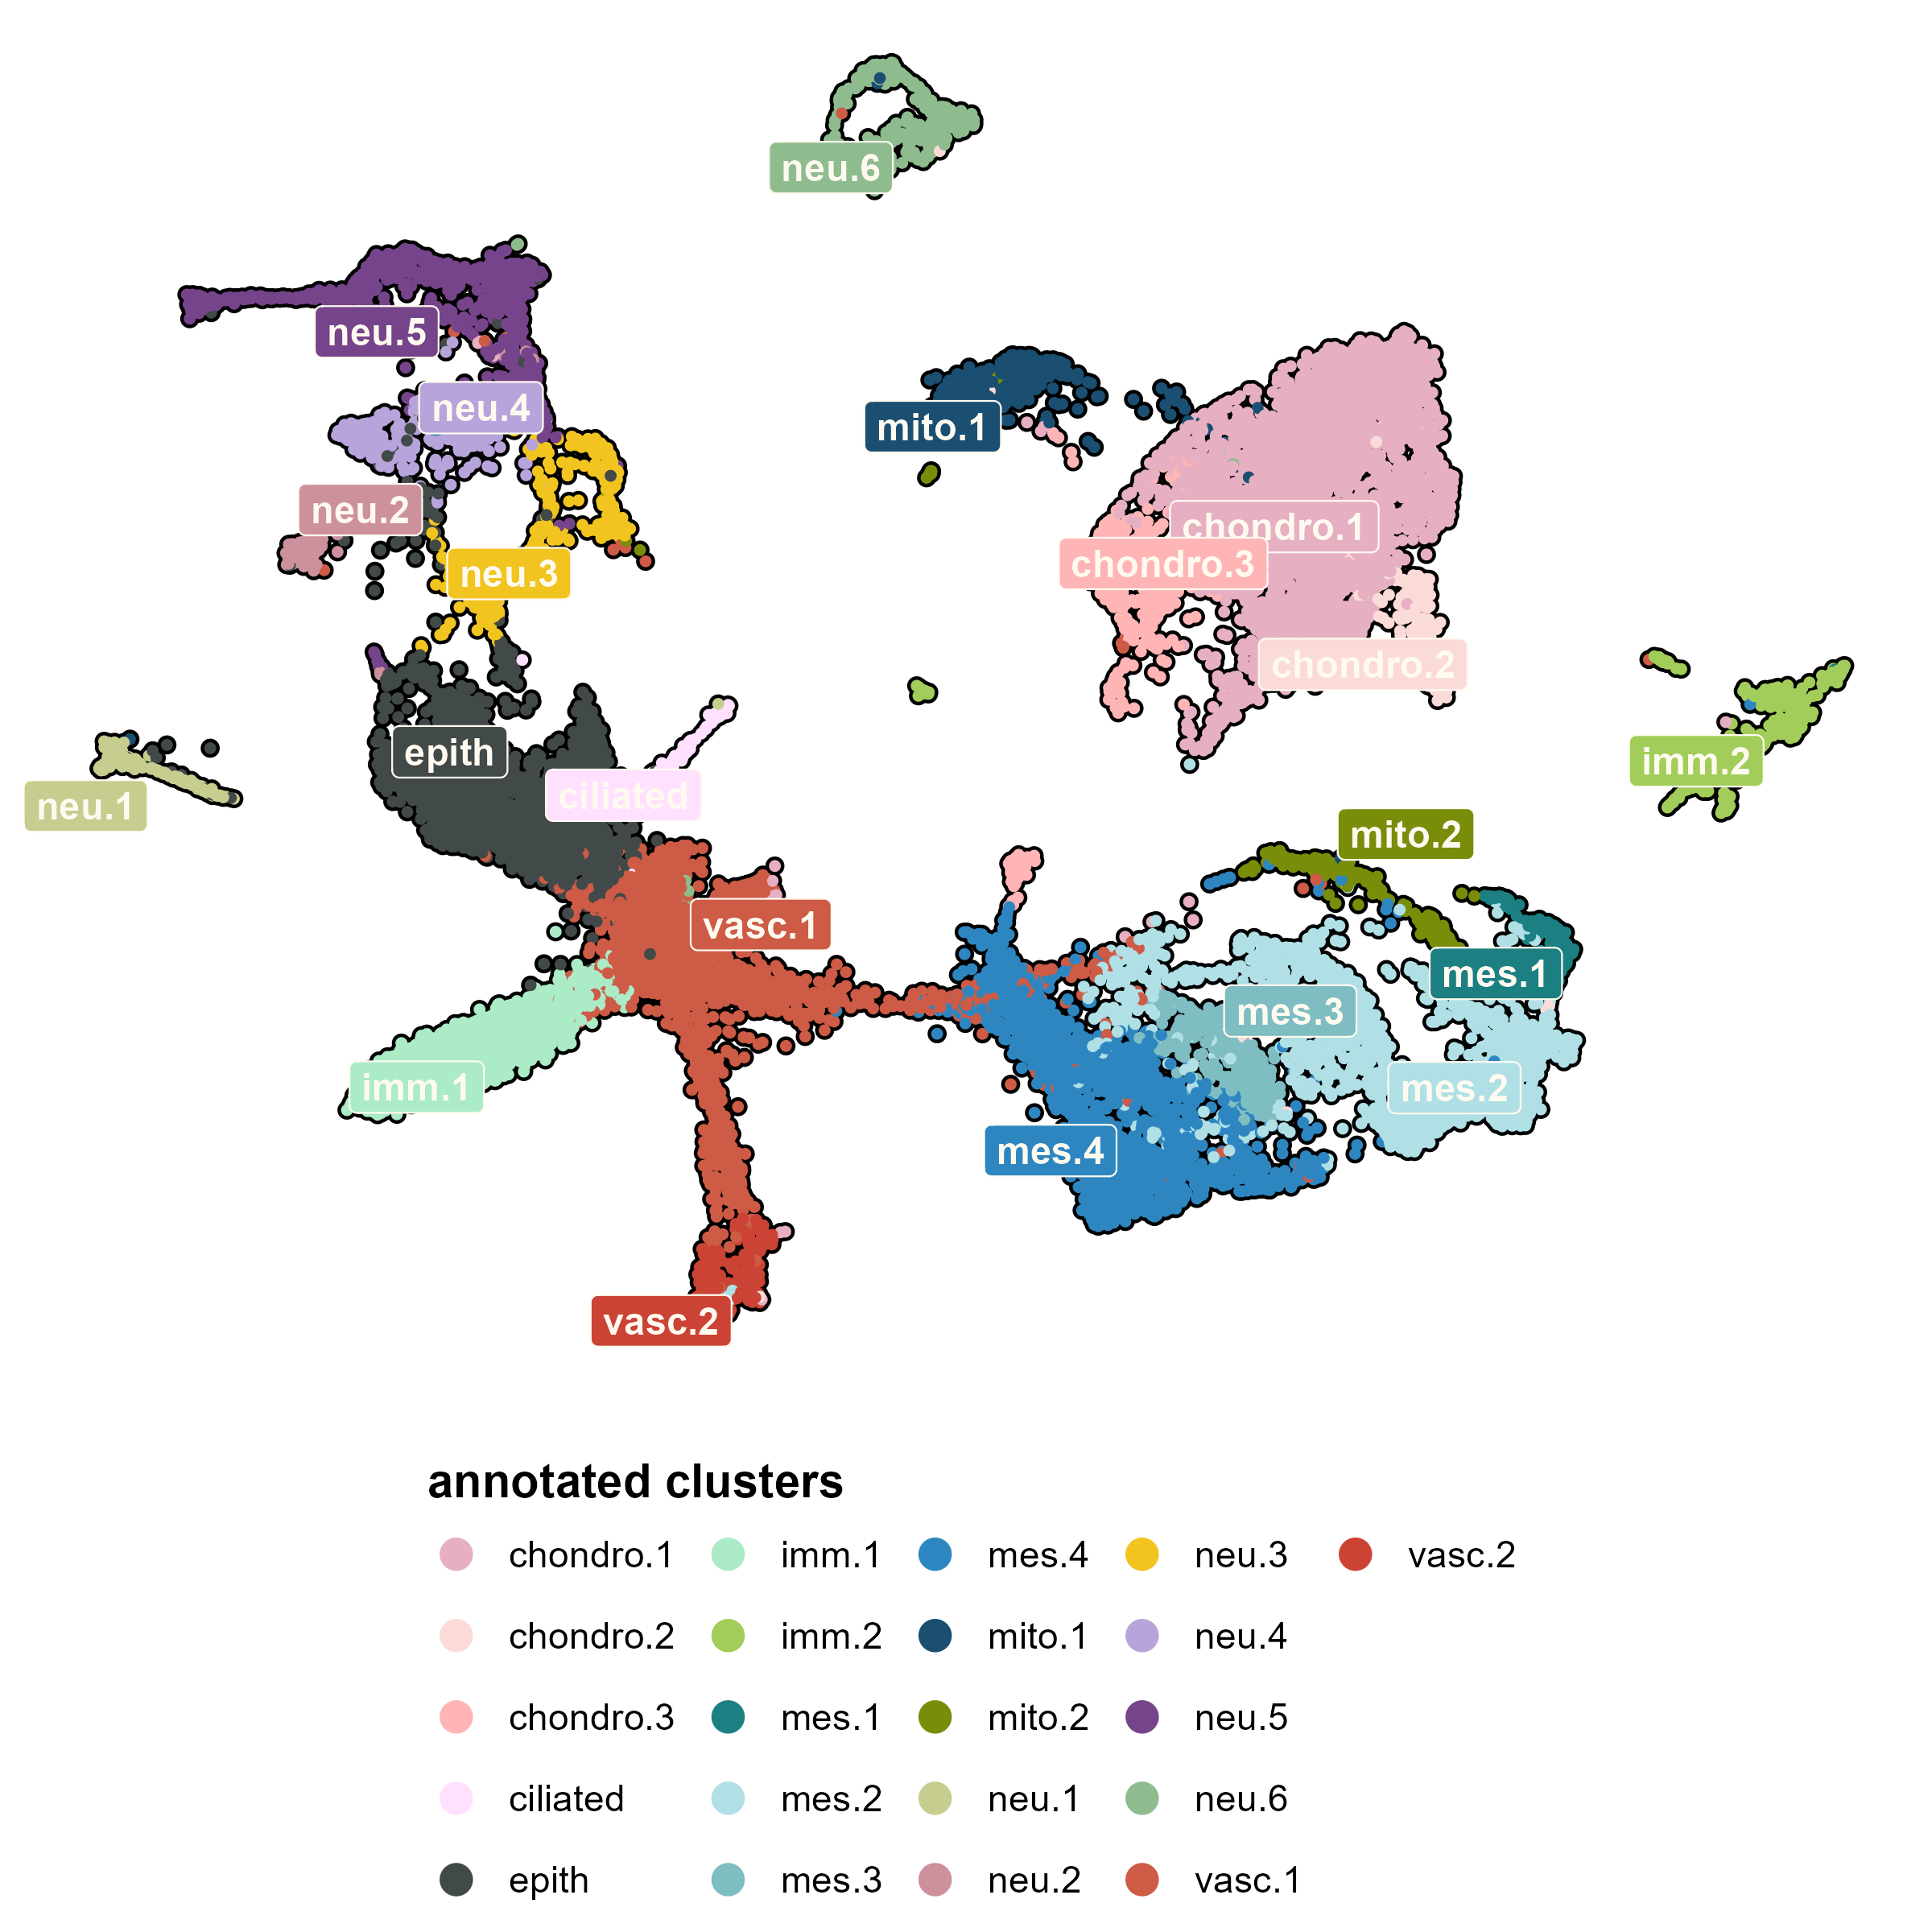 neu.6
neu.5
neu.4
mito.1
neu.2
chondro.1
chondro.3
neu.3
chondro.2
epith
imm.2
ciliated
neu.1
mito.2
vasc.1
mes.1
mes.3
imm.1
mes.2
mes.4
vasc.2
annotated clusters
chondro.1 imm.1 mes.4 neu.3 vasc.2
chondro.2 imm.2 mito.1 neu.4
chondro.3 mes.1 mito.2 neu.5
ciliated mes.2 neu.1 neu.6
epith mes.3 neu.2 vasc.1